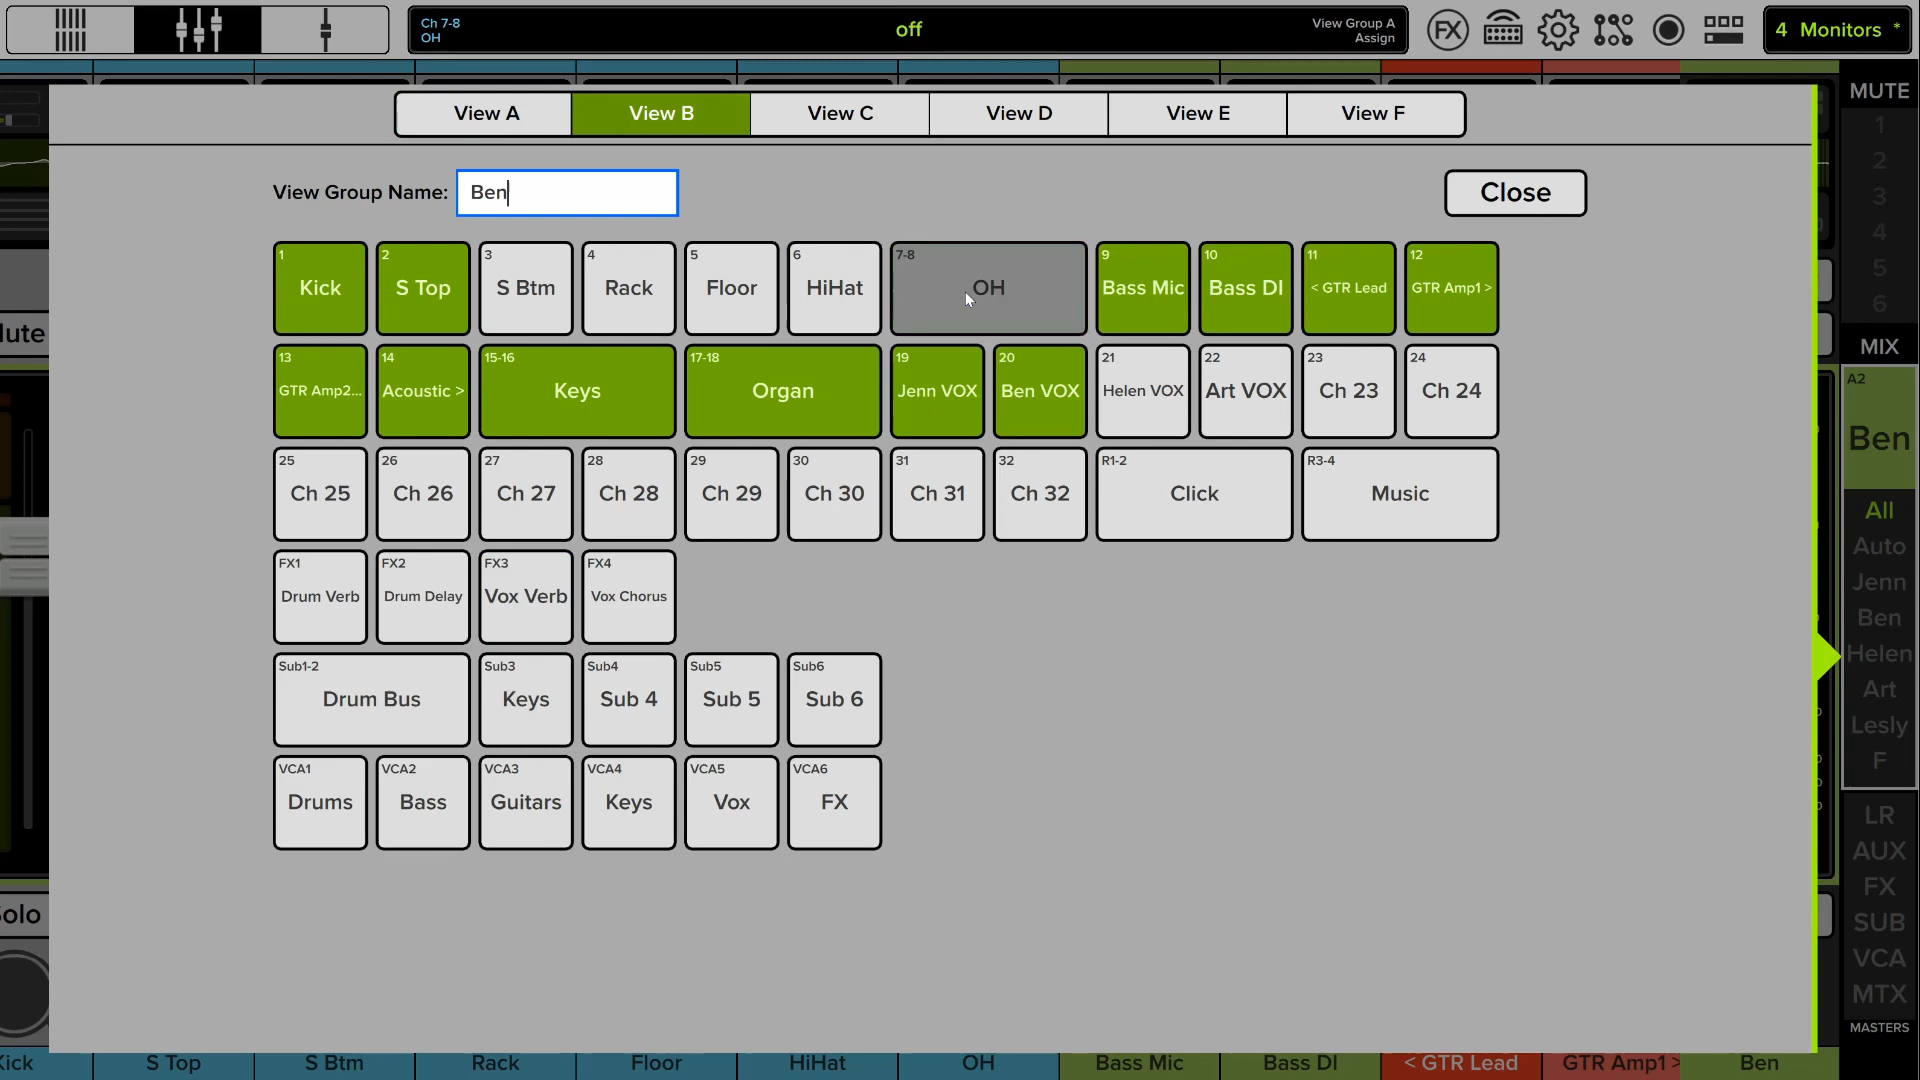 Ch 7-8
OH
off
View Group A
Assign
FX
4 Monitors *
MUTE
View A
View B
View C
View D
View E
View F
1
2
3
4
5
6
View Group Name:
Ben
Close
1
Kick
2
S Top
3
S Btm
4
Rack
5
Floor
6
HiHat
7-8
OH
9
Bass Mic
10
Bass DI
11
< GTR Lead
12
GTR Amp1 >
13
GTR Amp2...
14
Acoustic >
15-16
Keys
17-18
Organ
19
Jenn VOX
20
Ben VOX
21
Helen VOX
22
Art VOX
23
Ch 23
24
Ch 24
25
Ch 25
26
Ch 26
27
Ch 27
28
Ch 28
29
Ch 29
30
Ch 30
31
Ch 31
32
Ch 32
R1-2
Click
R3-4
Music
FX1
Drum Verb
FX2
Drum Delay
FX3
Vox Verb
FX4
Vox Chorus
Sub1-2
Drum Bus
Sub3
Keys
Sub4
Sub 4
Sub5
Sub 5
Sub6
Sub 6
VCA1
Drums
VCA2
Bass
VCA3
Guitars
VCA4
Keys
VCA5
Vox
VCA6
FX
MIX
A2
Ben
All
Auto
Jenn
Ben
Helen
Art
Lesly
F
LR
AUX
FX
SUB
VCA
MTX
MASTERS
S Top
S Btm
Rack
Floor
HiHat
OH
Bass Mic
Bass DI
< GTR Lead
GTR Amp1 >
Ben